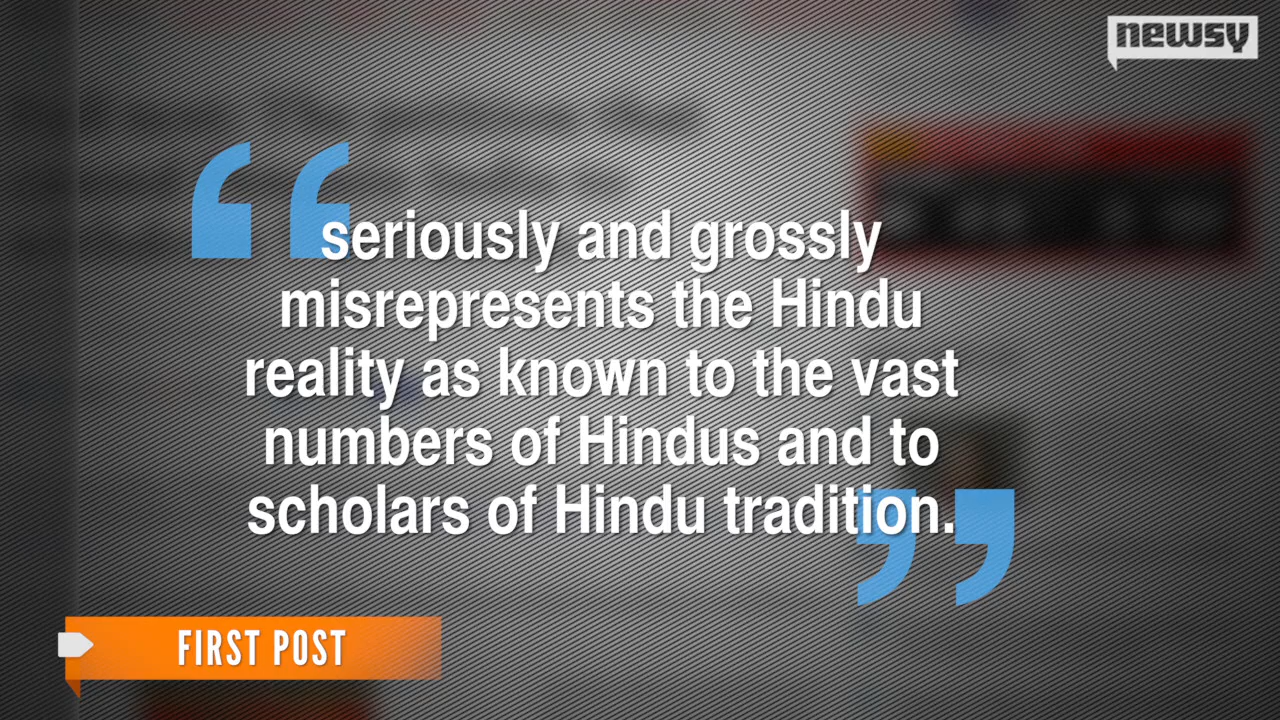 newsy
“seriously and grossly
misrepresents the Hindu
reality as known to the vast
numbers of Hindus and to
scholars of Hindu tradition.”
FIRST POST